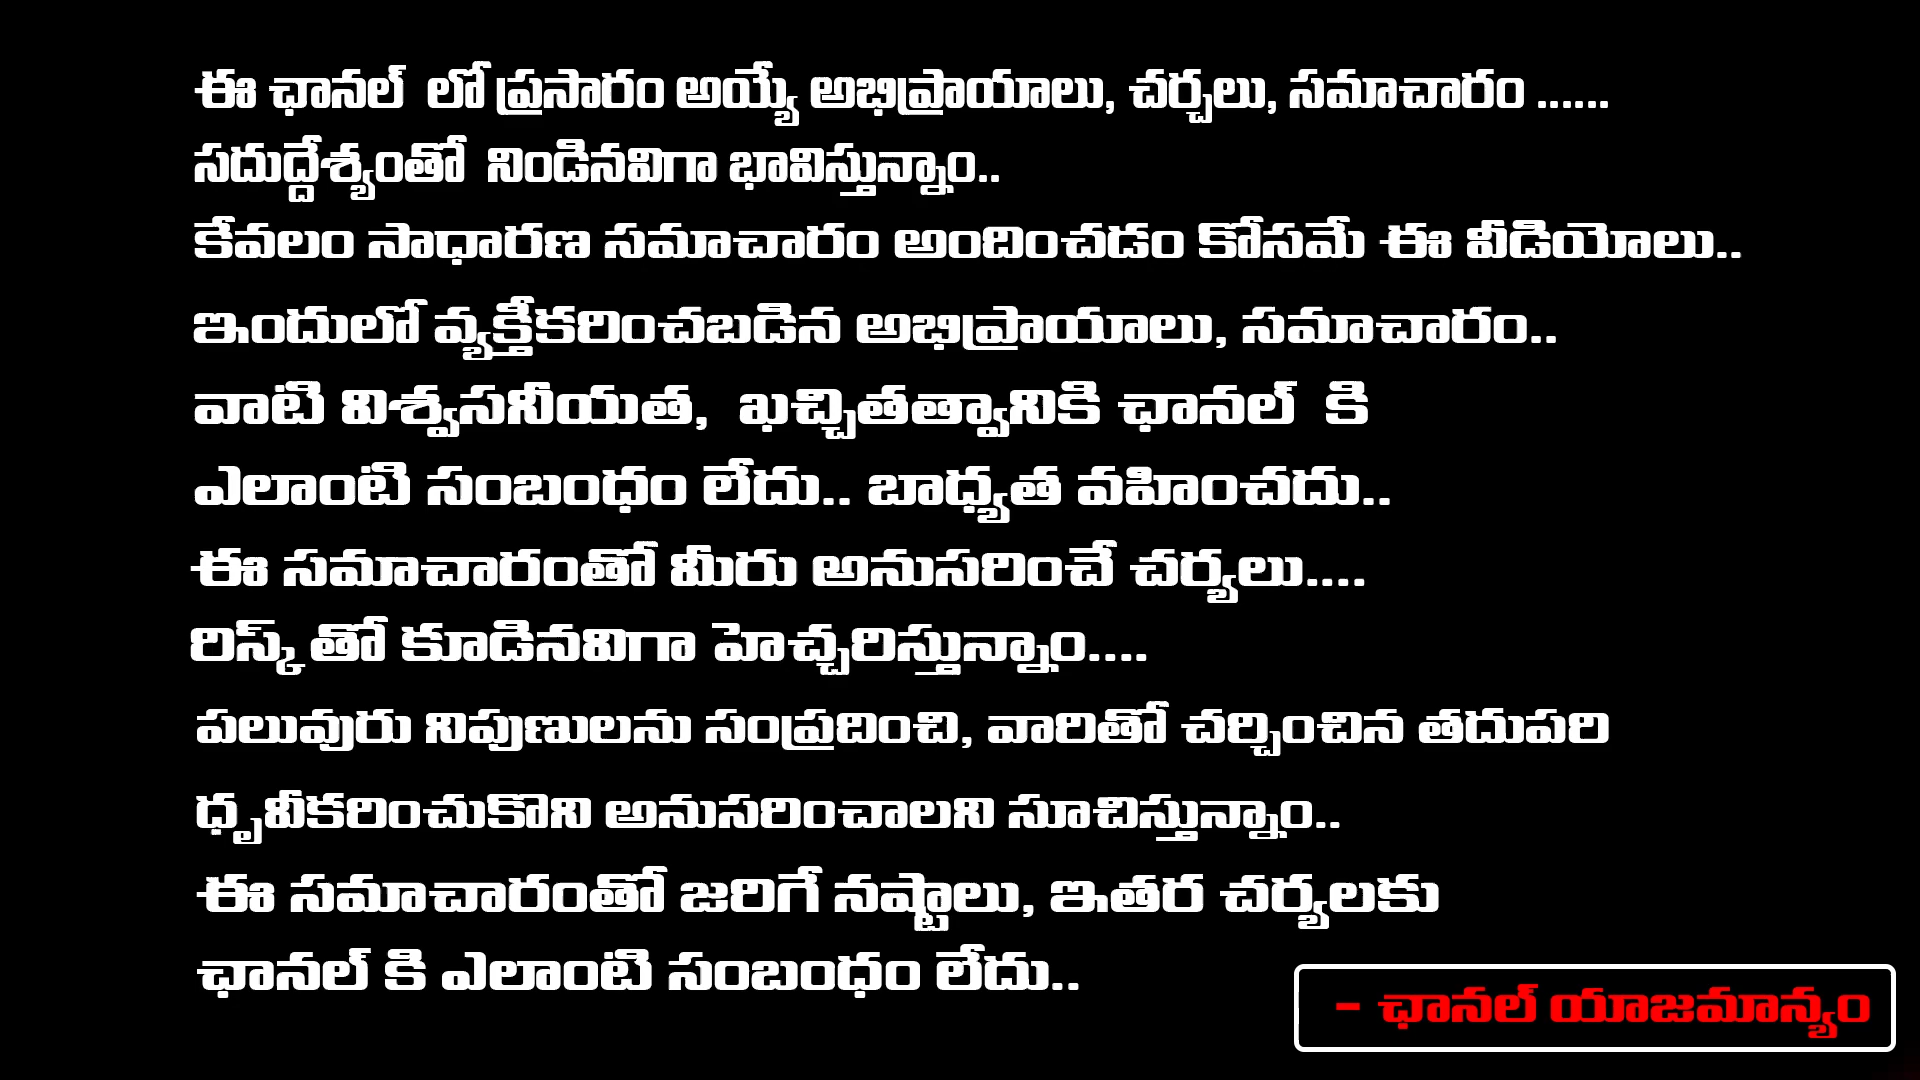 ఈ ఛానల్ లో ప్రసారం అయ్యే అభిప్రాయాలు, చర్చలు, సమాచారం ......
సదుద్దేశ్యంతో నిండినవిగా భావిస్తున్నాం..
కేవలం సాధారణ సమాచారం అందించడం కోసమే ఈ వీడియోలు..
ఇందులో వ్యక్తీకరించబడిన అభిప్రాయాలు, సమాచారం..
వాటి విశ్వసనీయత, ఖచ్చితత్వానికి ఛానల్ కి
ఎలాంటి సంబంధం లేదు.. బాధ్యత వహించదు..
ఈ సమాచారంతో మీరు అనుసరించే చర్యలు....
రిస్క్ తో కూడినవిగా హెచ్చరిస్తున్నాం....
పలువురు నిపుణులను సంప్రదించి, వారితో చర్చించిన తదుపరి
ధృవీకరించుకొని అనుసరించాలని సూచిస్తున్నాం..
ఈ సమాచారంతో జరిగే నష్టాలు, ఇతర చర్యలకు
ఛానల్ కి ఎలాంటి సంబంధం లేదు..
- ఛానల్ యాజమాన్యం